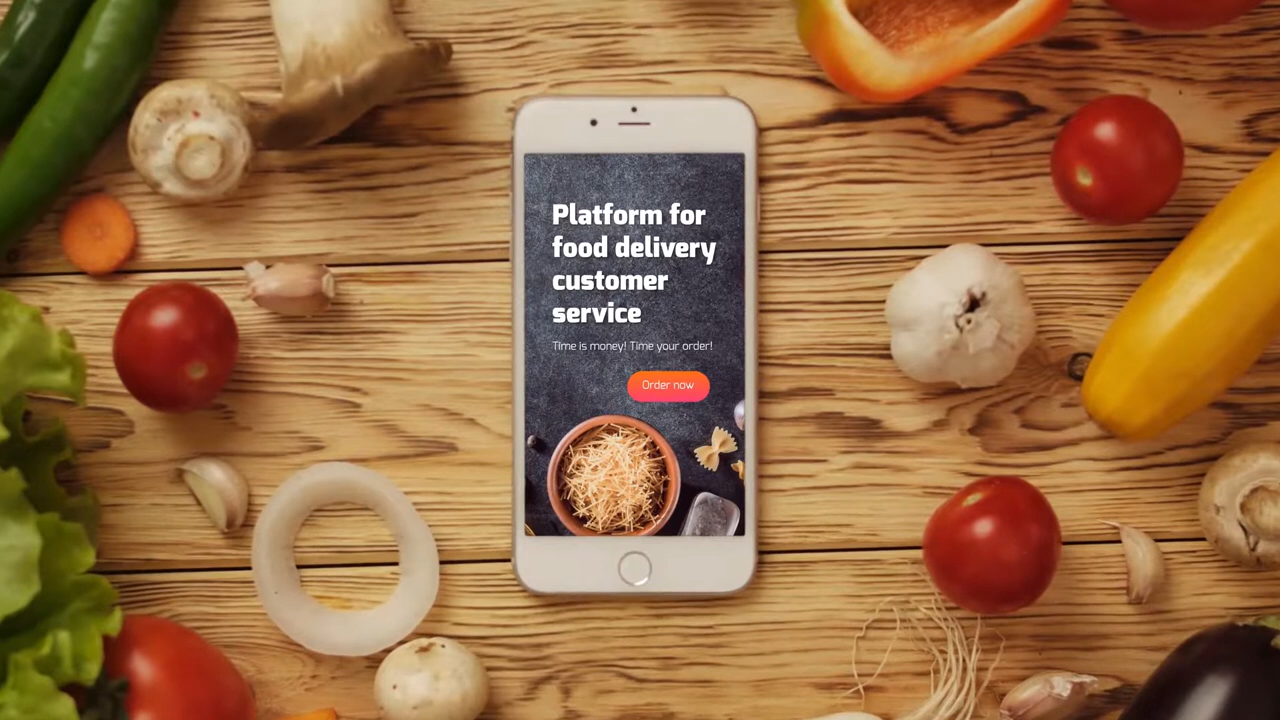 Platform for
food delivery
customer
service
Time is money! Time your order!
Order now